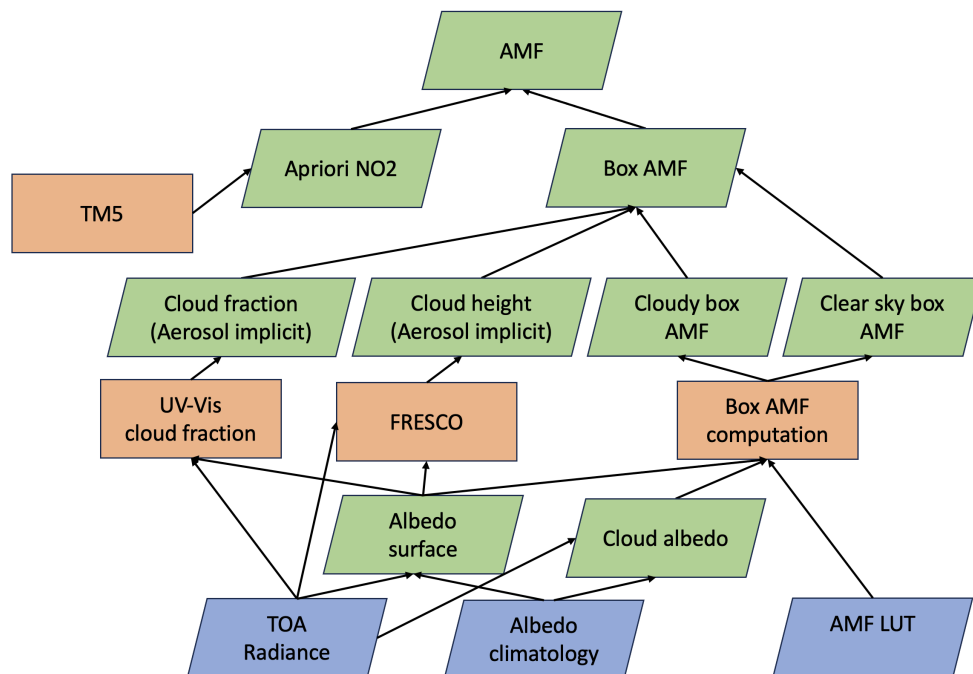 AMF
Apriori NO2
Box AMF
TM5
Cloud fraction
(Aerosol implicit)
Cloud height
(Aerosol implicit)
Cloudy box
AMF
Clear sky box
AMF
UV-Vis
cloud fraction
FRESCO
Box AMF
computation
Albedo
surface
Cloud albedo
TOA
Radiance
Albedo
climatology
AMF LUT